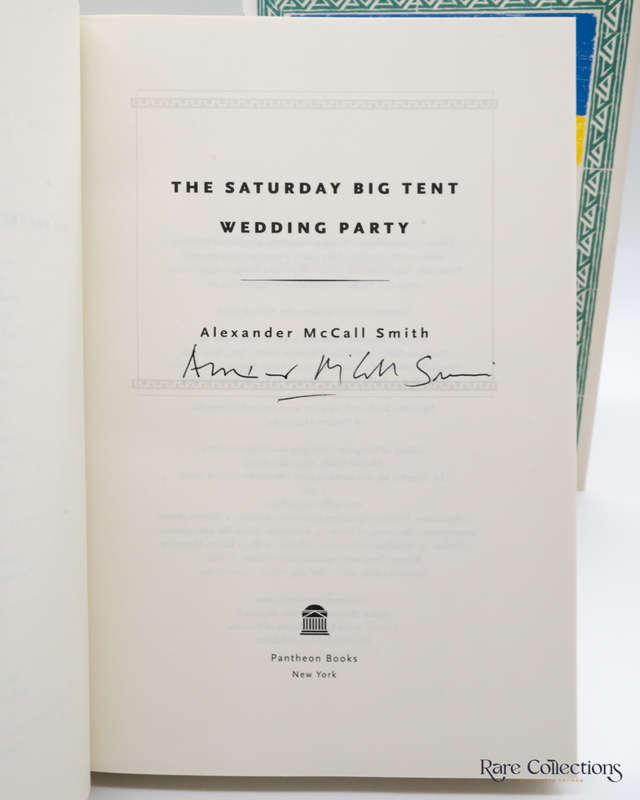 THE SATURDAY BIG TENT
WEDDING PARTY
Alexander McCall Smith
Pantheon Books
New York
Rare Collections